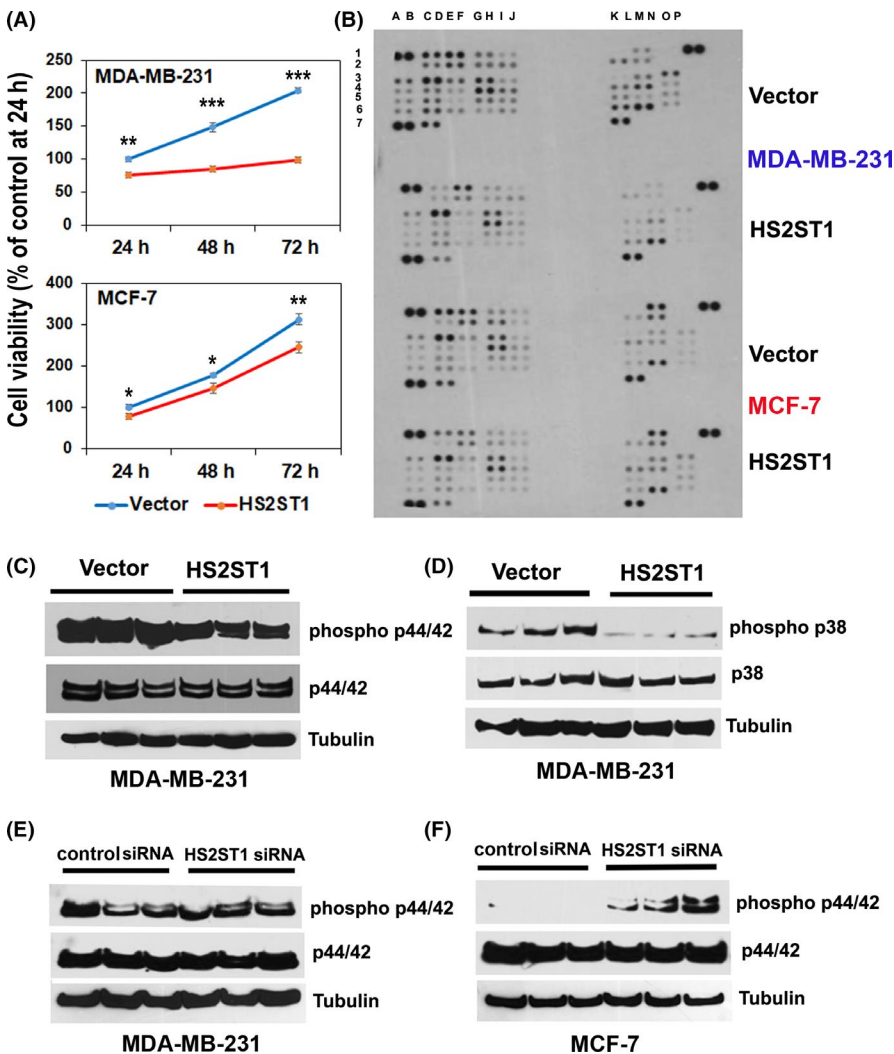 (A)
Cell viability (% of control at 24 h)
250
200
150
100
50
0
MDA-MB-231
**
***
***
24 h 48 h 72 h
400
300
200
100
0
MCF-7
*
*
**
24 h 48 h 72 h
Vector HS2ST1
(B)
A B C D E F G H I J K L M N O P
1
2
3
4
5
6
7
Vector
MDA-MB-231
HS2ST1
Vector
MCF-7
HS2ST1
(C)
Vector HS2ST1
phospho p44/42
p44/42
Tubulin
MDA-MB-231
(D)
Vector HS2ST1
phospho p38
p38
Tubulin
MDA-MB-231
(E)
control siRNA HS2ST1 siRNA
phospho p44/42
p44/42
Tubulin
MDA-MB-231
(F)
control siRNA HS2ST1 siRNA
phospho p44/42
p44/42
Tubulin
MCF-7